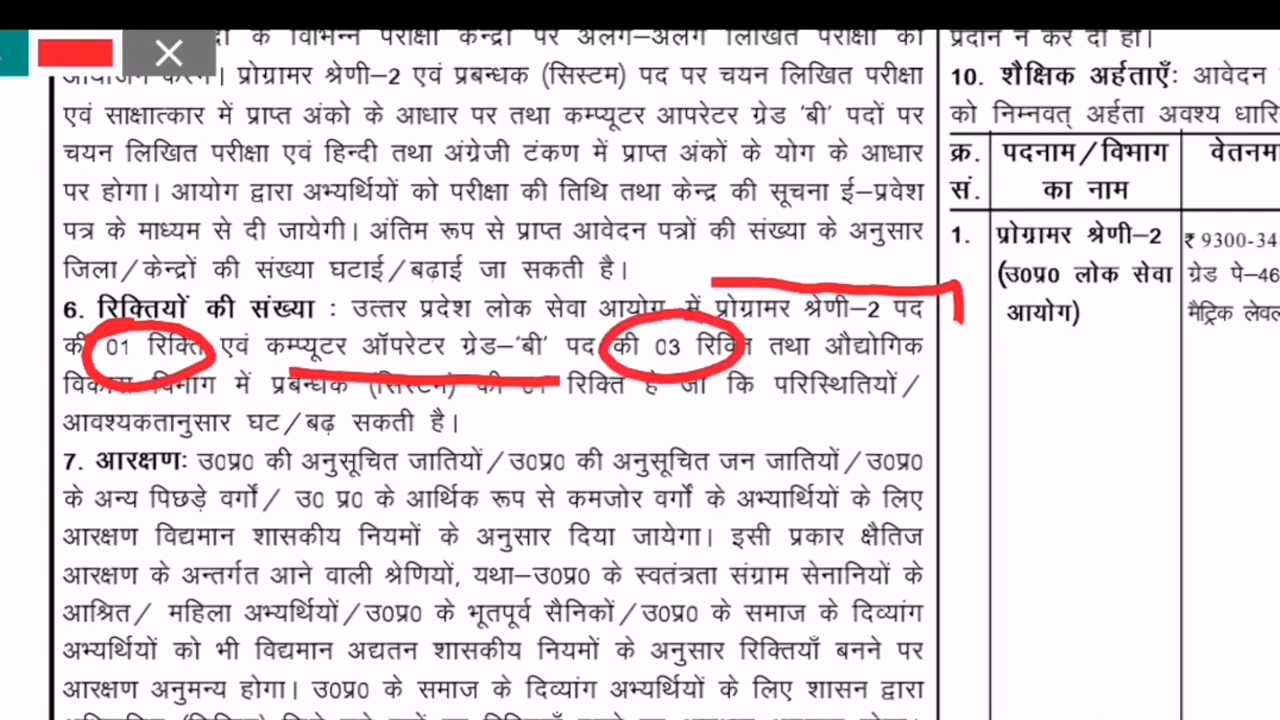 के विभिन्न परीक्षा केन्द्रों पर अलग–अलग लिखित परीक्षा का
आयोजन करेगा। प्रोग्रामर श्रेणी–2 एवं प्रबन्धक (सिस्टम) पद पर चयन लिखित परीक्षा
एवं साक्षात्कार में प्राप्त अंको के आधार पर तथा कम्प्यूटर आपरेटर ग्रेड 'बी' पदों पर
चयन लिखित परीक्षा एवं हिन्दी तथा अंग्रेजी टंकण में प्राप्त अंकों के योग के आधार
पर होगा। आयोग द्वारा अभ्यर्थियों को परीक्षा की तिथि तथा केन्द्र की सूचना ई–प्रवेश
पत्र के माध्यम से दी जायेगी। अंतिम रूप से प्राप्त आवेदन पत्रों की संख्या के अनुसार
जिला/केन्द्रों की संख्या घटाई/बढ़ाई जा सकती है।
6. रिक्तियों की संख्या : उत्तर प्रदेश लोक सेवा आयोग में प्रोग्रामर श्रेणी–2 पद
की 01 रिक्ति एवं कम्प्यूटर ऑपरेटर ग्रेड–'बी' पद की 03 रिक्ति तथा औद्योगिक
विकास विभाग में प्रबन्धक (सिस्टम) की 01 रिक्ति है जो कि परिस्थितियों/
आवश्यकतानुसार घट/बढ़ सकती है।
7. आरक्षण: उ0प्र0 की अनुसूचित जातियों/उ0प्र0 की अनुसूचित जन जातियों/उ0प्र0
के अन्य पिछड़े वर्गों/ उ0 प्र0 के आर्थिक रूप से कमजोर वर्गों के अभ्यार्थियों के लिए
आरक्षण विद्यमान शासकीय नियमों के अनुसार दिया जायेगा। इसी प्रकार क्षैतिज
आरक्षण के अन्तर्गत आने वाली श्रेणियों, यथा–उ0प्र0 के स्वतंत्रता संग्राम सेनानियों के
आश्रित/ महिला अभ्यर्थियों/उ0प्र0 के भूतपूर्व सैनिकों/उ0प्र0 के समाज के दिव्यांग
अभ्यर्थियों को भी विद्यमान अद्यतन शासकीय नियमों के अनुसार रिक्तियाँ बनने पर
आरक्षण अनुमन्य होगा। उ0प्र0 के समाज के दिव्यांग अभ्यर्थियों के लिए शासन द्वारा
प्रदान न कर दी हो।
10. शैक्षिक अर्हताएँ: आवेदन
को निम्नवत् अर्हता अवश्य
क्र. पदनाम/विभाग
सं. का नाम
1. प्रोग्रामर श्रेणी–2 ₹ 9300-34
(उ0प्र0 लोक सेवा ग्रेड पे–46
आयोग) मैट्रिक